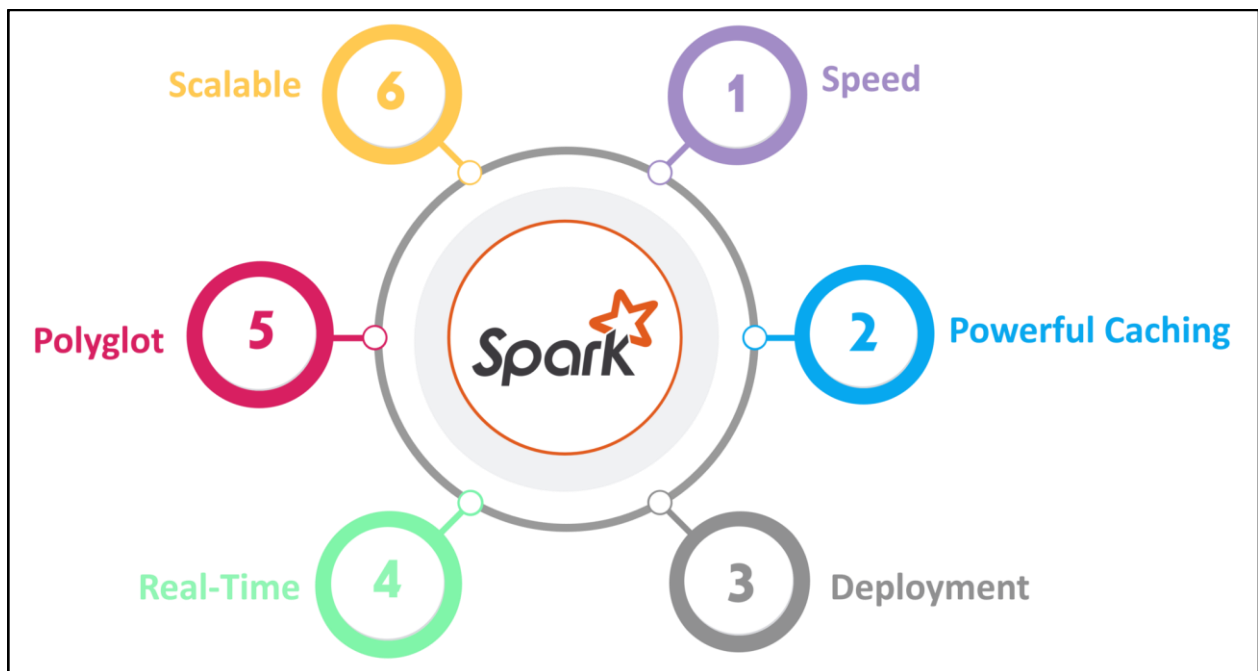 Scalable
6
1
Speed
Polyglot
5
Spark
2
Powerful Caching
Real-Time
4
3
Deployment